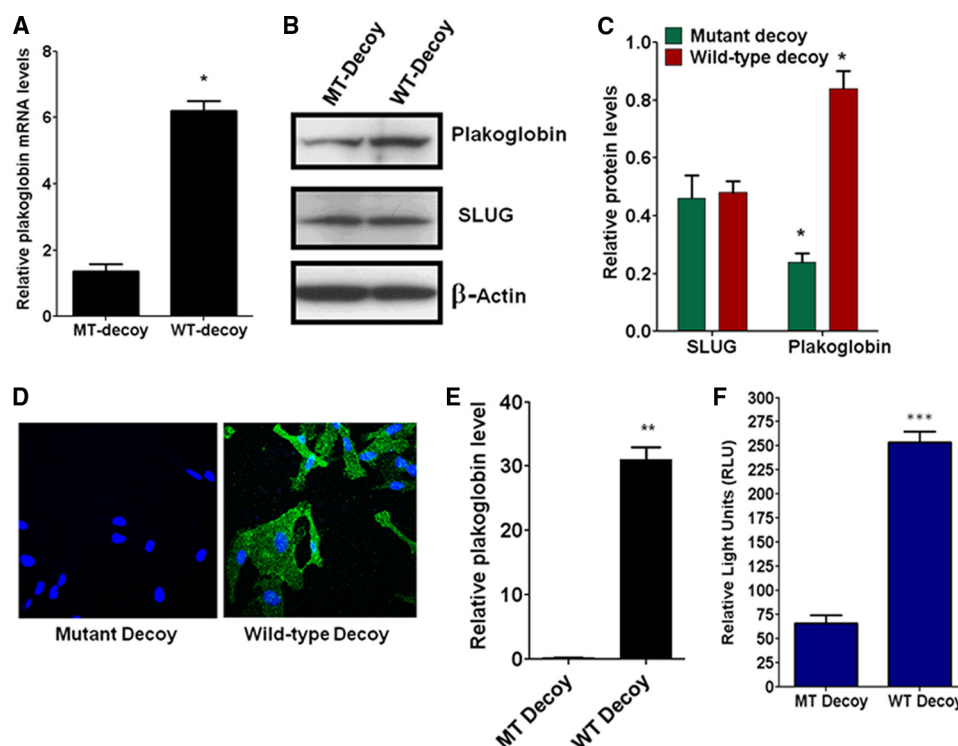 A
Relative plakoglobin mRNA levels
8
6
4
2
0
MT-decoy
WT-decoy
*
B
MT-Decoy
WT-Decoy
Plakoglobin
SLUG
β-Actin
C
Mutant decoy
Wild-type decoy
Relative protein levels
1.0
0.8
0.6
0.4
0.2
0.0
*
*
SLUG
Plakoglobin
D
Mutant Decoy
Wild-type Decoy
E
Relative plakoglobin level
40
30
20
10
0
**
MT Decoy
WT Decoy
F
Relative Light Units (RLU)
300
275
250
225
200
175
150
125
100
75
50
25
0
***
MT Decoy
WT Decoy